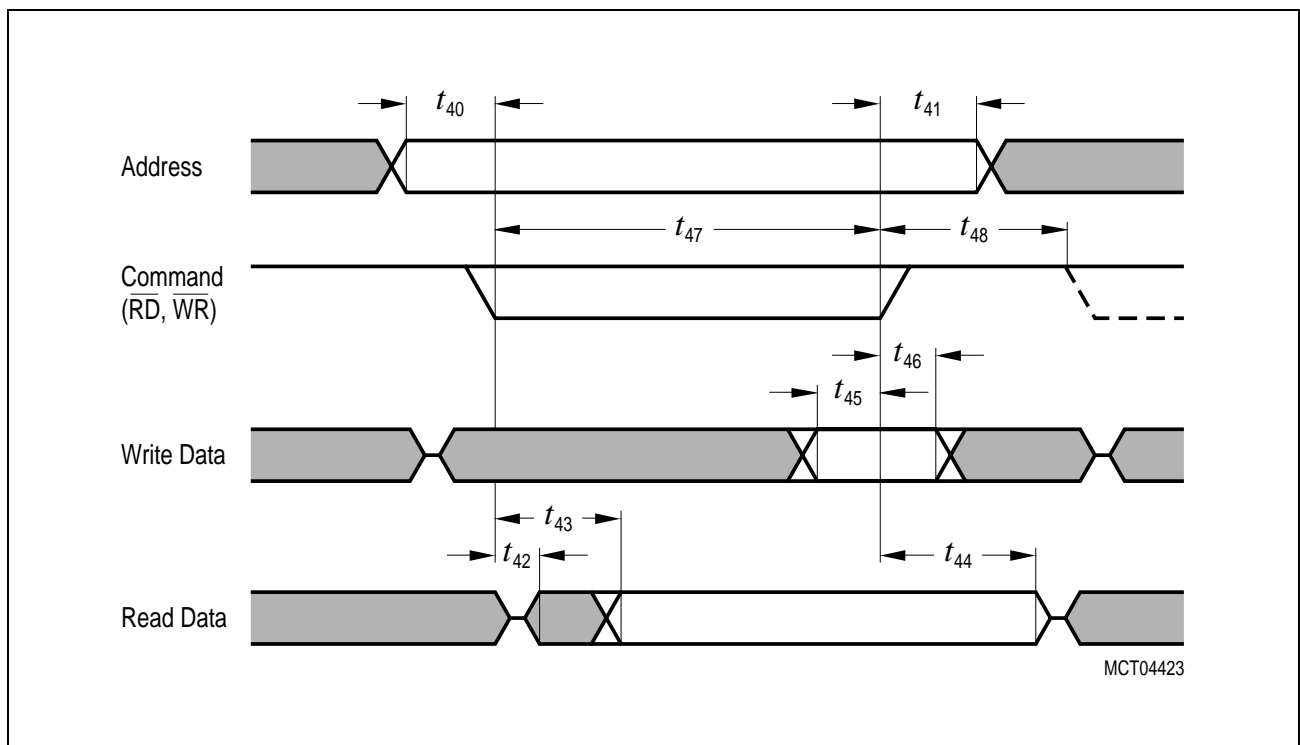 t40 t41
Address
t47 t48
Command
(RD, WR)
t46
t45
Write Data
t43
t42 t44
Read Data
MCT04423